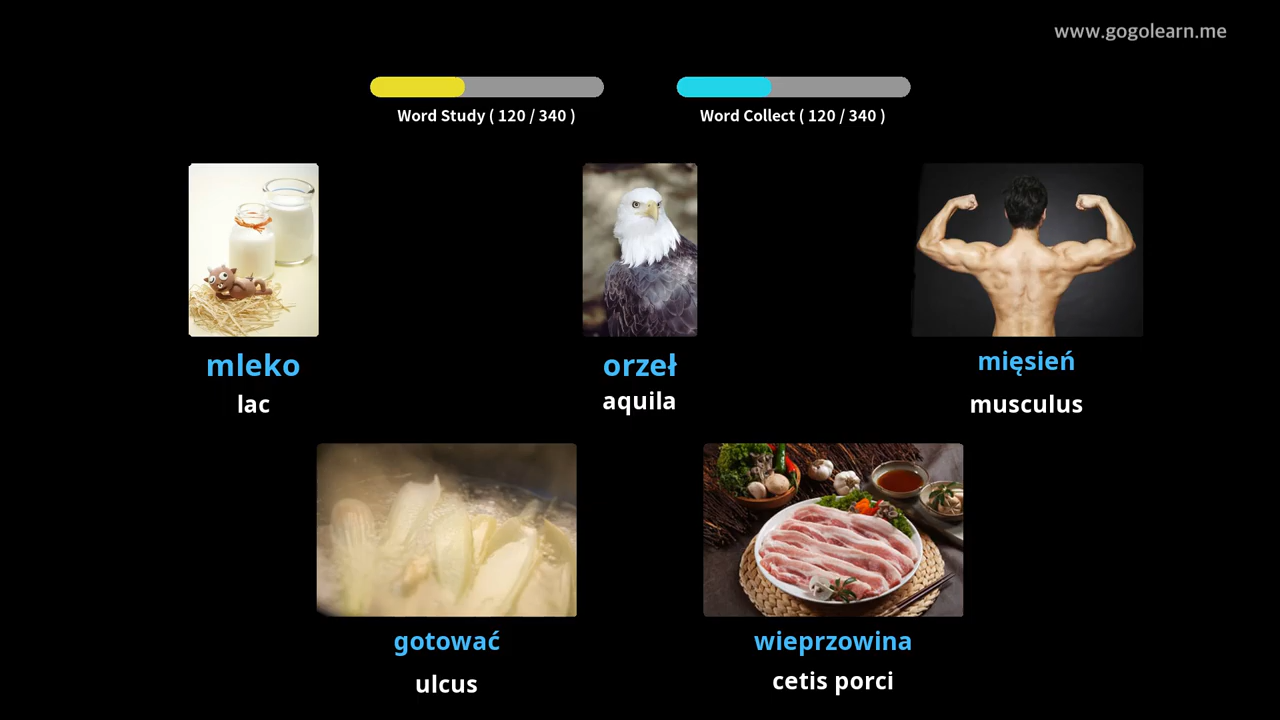 www.gogolearn.me
Word Study ( 120 / 340 )
Word Collect ( 120 / 340 )
mleko
lac
orzeł
aquila
mięsień
musculus
gotować
ulcus
wieprzowina
cetis porci